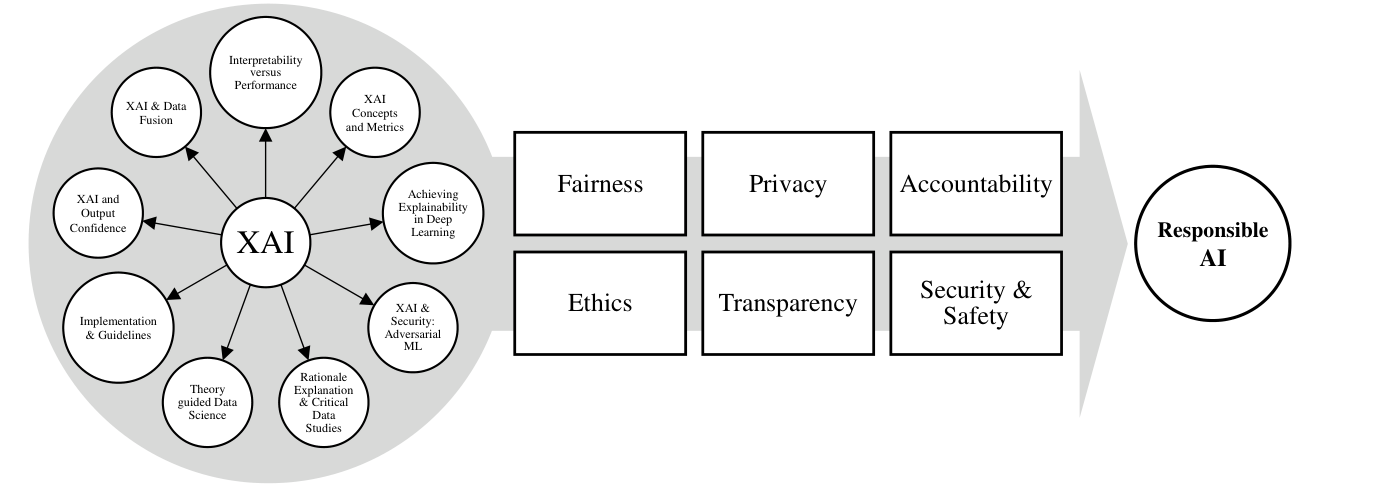 Interpretability
versus
Performance
XAI
Concepts
and Metrics
Achieving
Explainability
in Deep
Learning
XAI &
Security:
Adversarial
ML
Rationale
Explanation
& Critical
Data
Studies
Theory
guided Data
Science
Implementation
& Guidelines
XAI and
Output
Confidence
XAI & Data
Fusion
XAI
Fairness
Privacy
Accountability
Ethics
Transparency
Security &
Safety
Responsible
AI